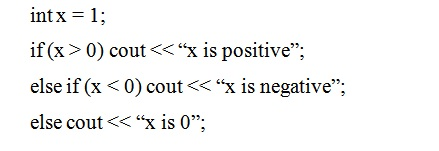 int x = 1;
if (x > 0) cout << “x is positive”;
else if (x < 0) cout << “x is negative”;
else cout << “x is 0”;